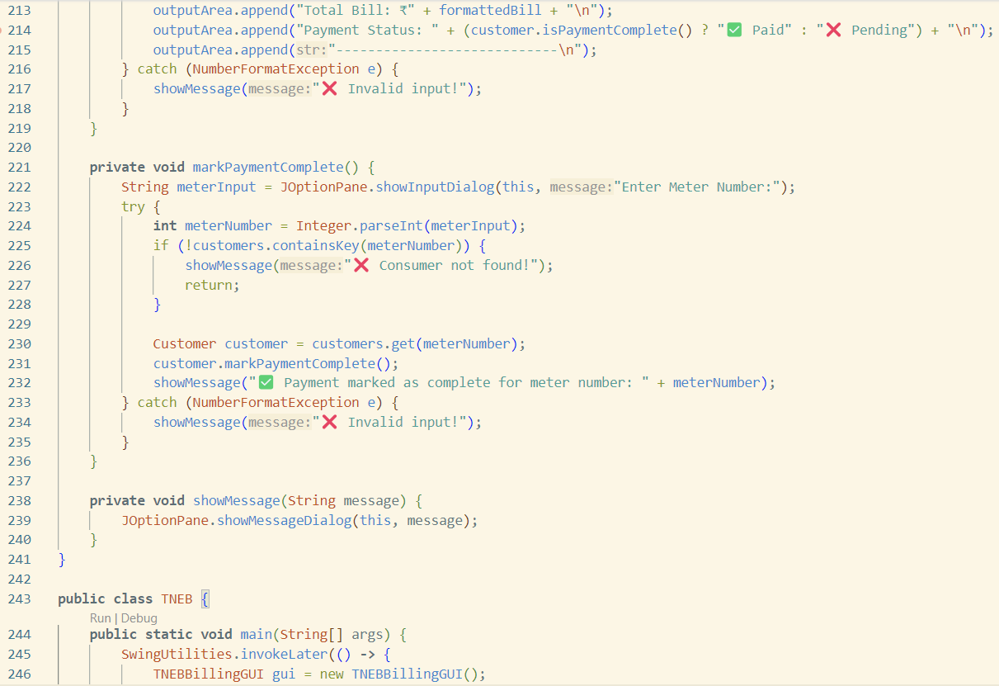 213 outputArea.append("Total Bill: ₹" + formattedBill + "\n");
214 outputArea.append("Payment Status: " + (customer.isPaymentComplete() ? "✅ Paid" : "❌ Pending") + "\n");
215 outputArea.append(str:"----------------------------\n");
216 } catch (NumberFormatException e) {
217 showMessage(message:"❌ Invalid input!");
218 }
219 }
220
221 private void markPaymentComplete() {
222 String meterInput = JOptionPane.showInputDialog(this, message:"Enter Meter Number:");
223 try {
224 int meterNumber = Integer.parseInt(meterInput);
225 if (!customers.containsKey(meterNumber)) {
226 showMessage(message:"❌ Consumer not found!");
227 return;
228 }
229
230 Customer customer = customers.get(meterNumber);
231 customer.markPaymentComplete();
232 showMessage("✅ Payment marked as complete for meter number: " + meterNumber);
233 } catch (NumberFormatException e) {
234 showMessage(message:"❌ Invalid input!");
235 }
236 }
237
238 private void showMessage(String message) {
239 JOptionPane.showMessageDialog(this, message);
240 }
241 }
242
243 public class TNEB {
Run | Debug
244 public static void main(String[] args) {
245 SwingUtilities.invokeLater(() -> {
246 TNEBBillingGUI gui = new TNEBBillingGUI();